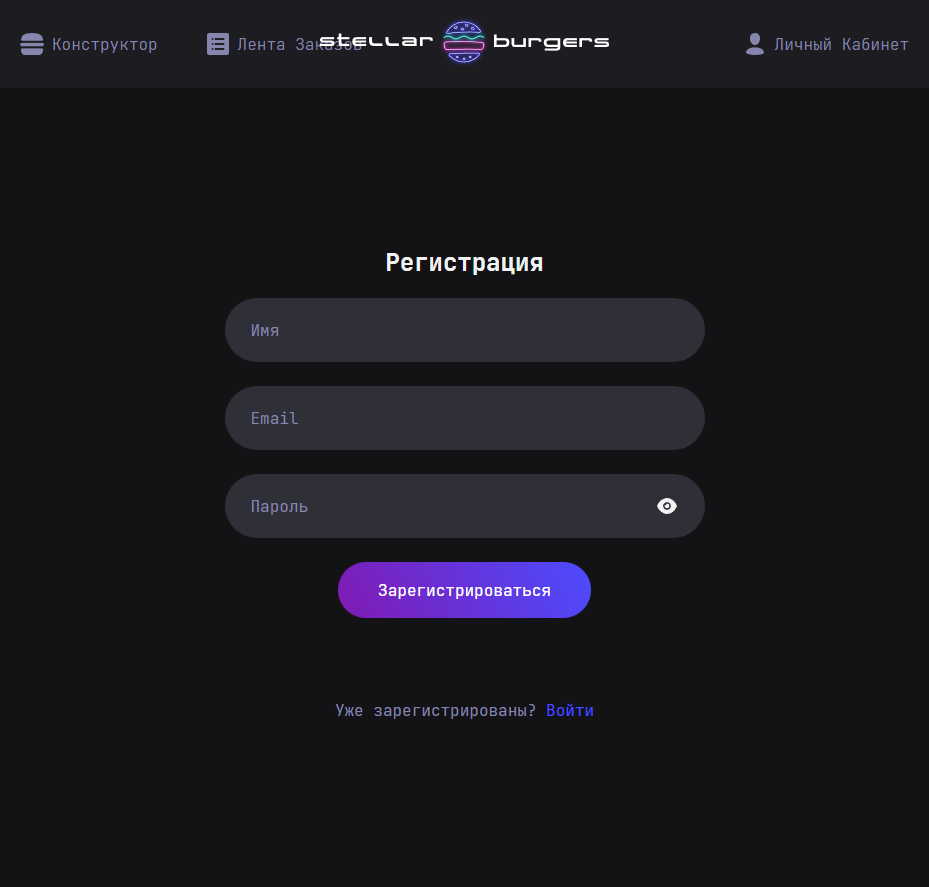 Конструктор
Лента Заказов
stellar burgers
Личный Кабинет
Регистрация
Имя
Email
Пароль
Зарегистрироваться
Уже зарегистрированы? Войти